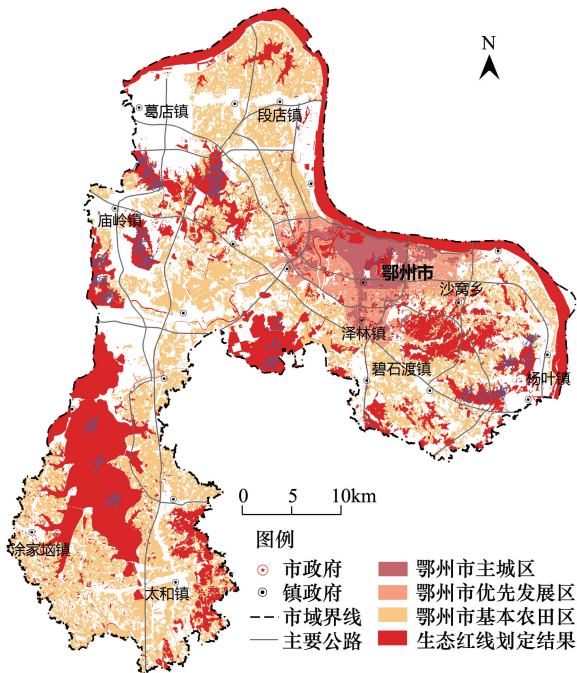 N
葛店镇
段店镇
庙岭镇
鄂州市
沙窝乡
泽林镇
碧石渡镇
杨叶镇
涂家垴镇
太和镇
0 5 10km
图例
市政府
镇政府
市域界线
主要公路
鄂州市主城区
鄂州市优先发展区
鄂州市基本农田区
生态红线划定结果